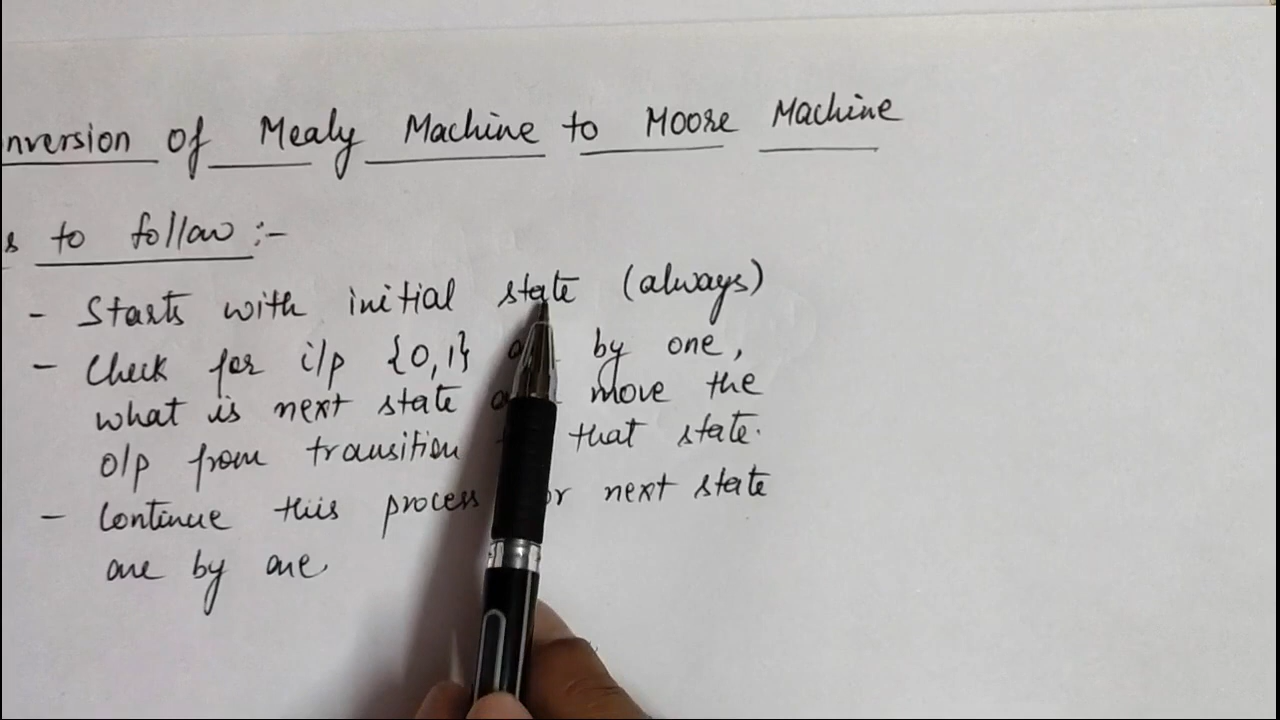 nversion of Mealy Machine to Moore Machine
s to follow :-
- Starts with initial state (always)
- Check for i/p {0,1} by one,
what is next state move the
o/p from transition that state.
- Continue this process or next state
one by one